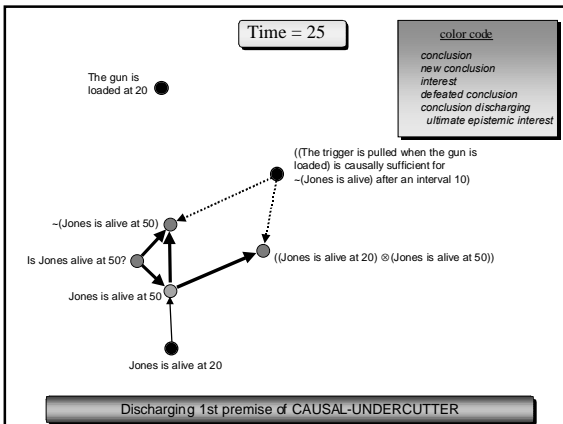 Time = 25
color code
conclusion
new conclusion
interest
defeated conclusion
conclusion discharging
ultimate epistemic interest
The gun is
loaded at 20
((The trigger is pulled when the gun is
loaded) is causally sufficient for
~(Jones is alive) after an interval 10)
~(Jones is alive at 50)
Is Jones alive at 50?
((Jones is alive at 20) ⊗(Jones is alive at 50))
Jones is alive at 50
Jones is alive at 20
Discharging 1st premise of CAUSAL-UNDERCUTTER